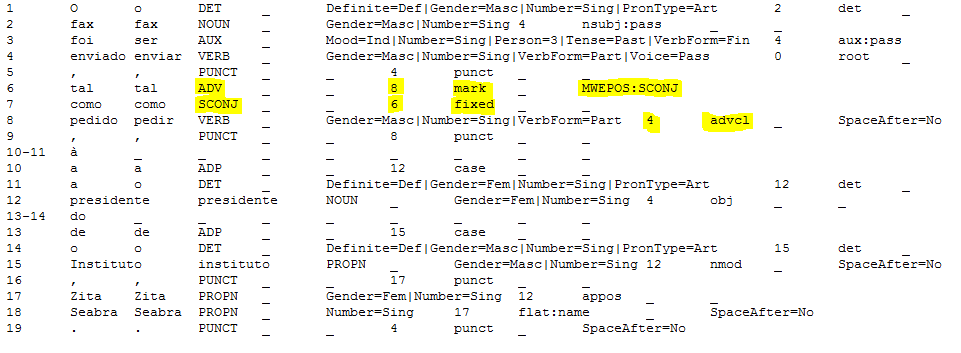 1 O o DET _ Definite=Def|Gender=Masc|Number=Sing|PronType=Art 2 det _
2 fax fax NOUN _ Gender=Masc|Number=Sing 4 nsubj:pass _ _
3 foi ser AUX _ Mood=Ind|Number=Sing|Person=3|Tense=Past|VerbForm=Fin 4 aux:pass
4 enviado enviar VERB _ Gender=Masc|Number=Sing|VerbForm=Part|Voice=Pass 0 root _
5 , , PUNCT _ _ 4 punct _ _
6 tal tal ADV _ _ 8 mark _ MWEPOS:SCONJ
7 como como SCONJ _ _ 6 fixed _ _
8 pedido pedir VERB _ Gender=Masc|Number=Sing|VerbForm=Part 4 advcl _ SpaceAfter=No
9 , , PUNCT _ _ 8 punct _ _
10-11 à _ _ _ _ _ _ _ _
10 a a ADP _ _ 12 case _ _
11 a o DET _ Definite=Def|Gender=Fem|Number=Sing|PronType=Art 12 det _
12 presidente presidente NOUN _ Gender=Fem|Number=Sing 4 obj _ _
13-14 do _ _ _ _ _ _ _ _
13 de de ADP _ _ 15 case _ _
14 o o DET _ Definite=Def|Gender=Masc|Number=Sing|PronType=Art 15 det _
15 Instituto instituto PROPN _ Gender=Masc|Number=Sing 12 nmod _ SpaceAfter=No
16 , , PUNCT _ _ 17 punct _ _
17 Zita Zita PROPN _ Gender=Fem|Number=Sing 12 appos _ _
18 Seabra Seabra PROPN _ Number=Sing 17 flat:name _ SpaceAfter=No
19 . . PUNCT _ _ 4 punct _ SpaceAfter=No